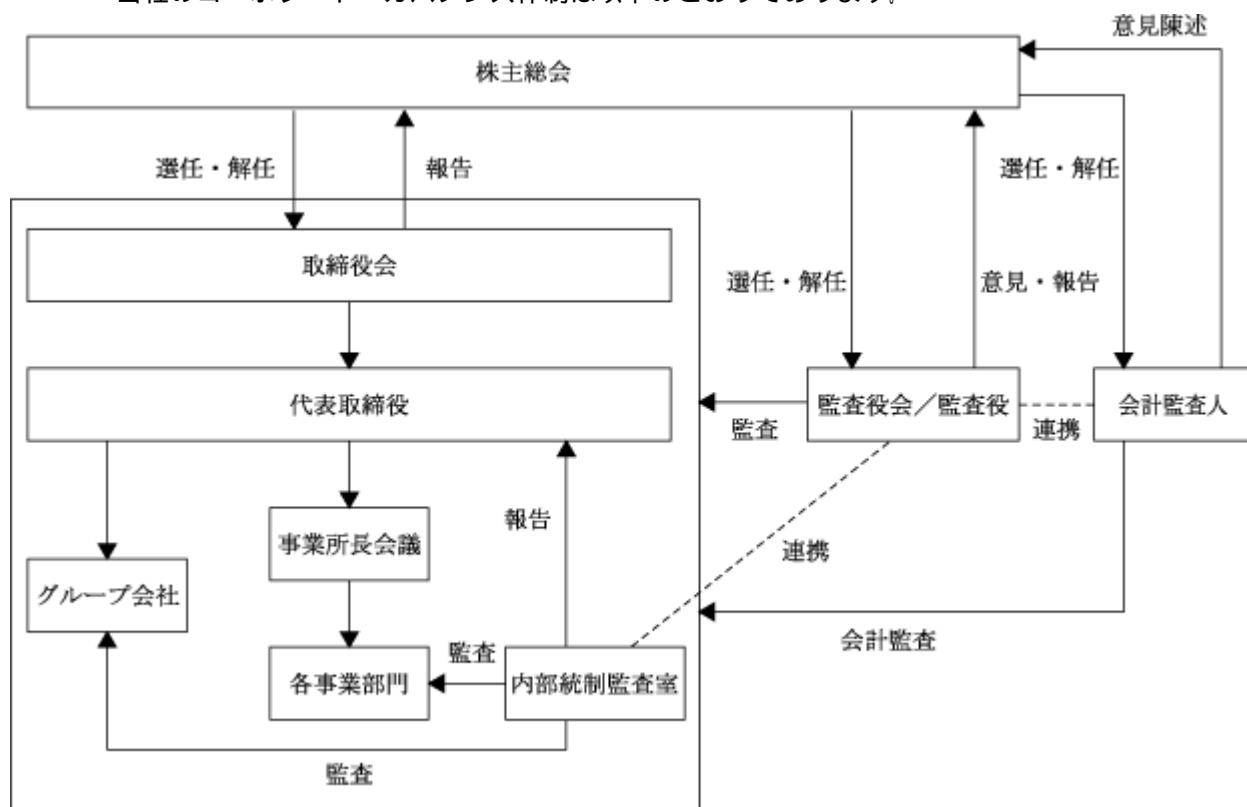 意見陳述
株主総会
選任・解任
報告
選任・解任
取締役会
選任・解任
意見・報告
代表取締役
監査役会／監査役
会計監査人
監査
連携
報告
事業所長会議
連携
グループ会社
会計監査
監査
各事業部門
内部統制監査室
監査